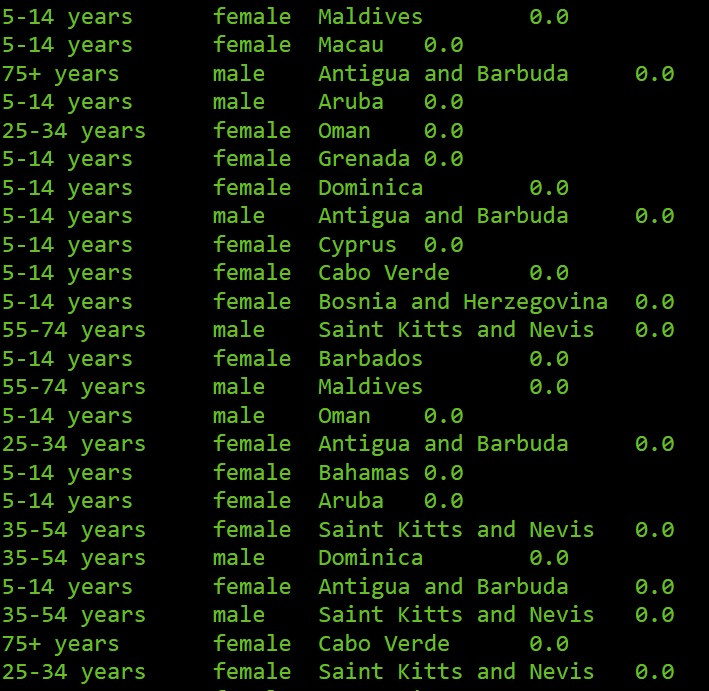 5-14 years female Maldives 0.0
5-14 years female Macau 0.0
75+ years male Antigua and Barbuda 0.0
5-14 years male Aruba 0.0
25-34 years female Oman 0.0
5-14 years female Grenada 0.0
5-14 years female Dominica 0.0
5-14 years male Antigua and Barbuda 0.0
5-14 years female Cyprus 0.0
5-14 years female Cabo Verde 0.0
5-14 years female Bosnia and Herzegovina 0.0
55-74 years male Saint Kitts and Nevis 0.0
5-14 years female Barbados 0.0
55-74 years male Maldives 0.0
5-14 years male Oman 0.0
25-34 years female Antigua and Barbuda 0.0
5-14 years female Bahamas 0.0
5-14 years female Aruba 0.0
35-54 years female Saint Kitts and Nevis 0.0
35-54 years male Dominica 0.0
5-14 years female Antigua and Barbuda 0.0
35-54 years male Saint Kitts and Nevis 0.0
75+ years female Cabo Verde 0.0
25-34 years female Saint Kitts and Nevis 0.0